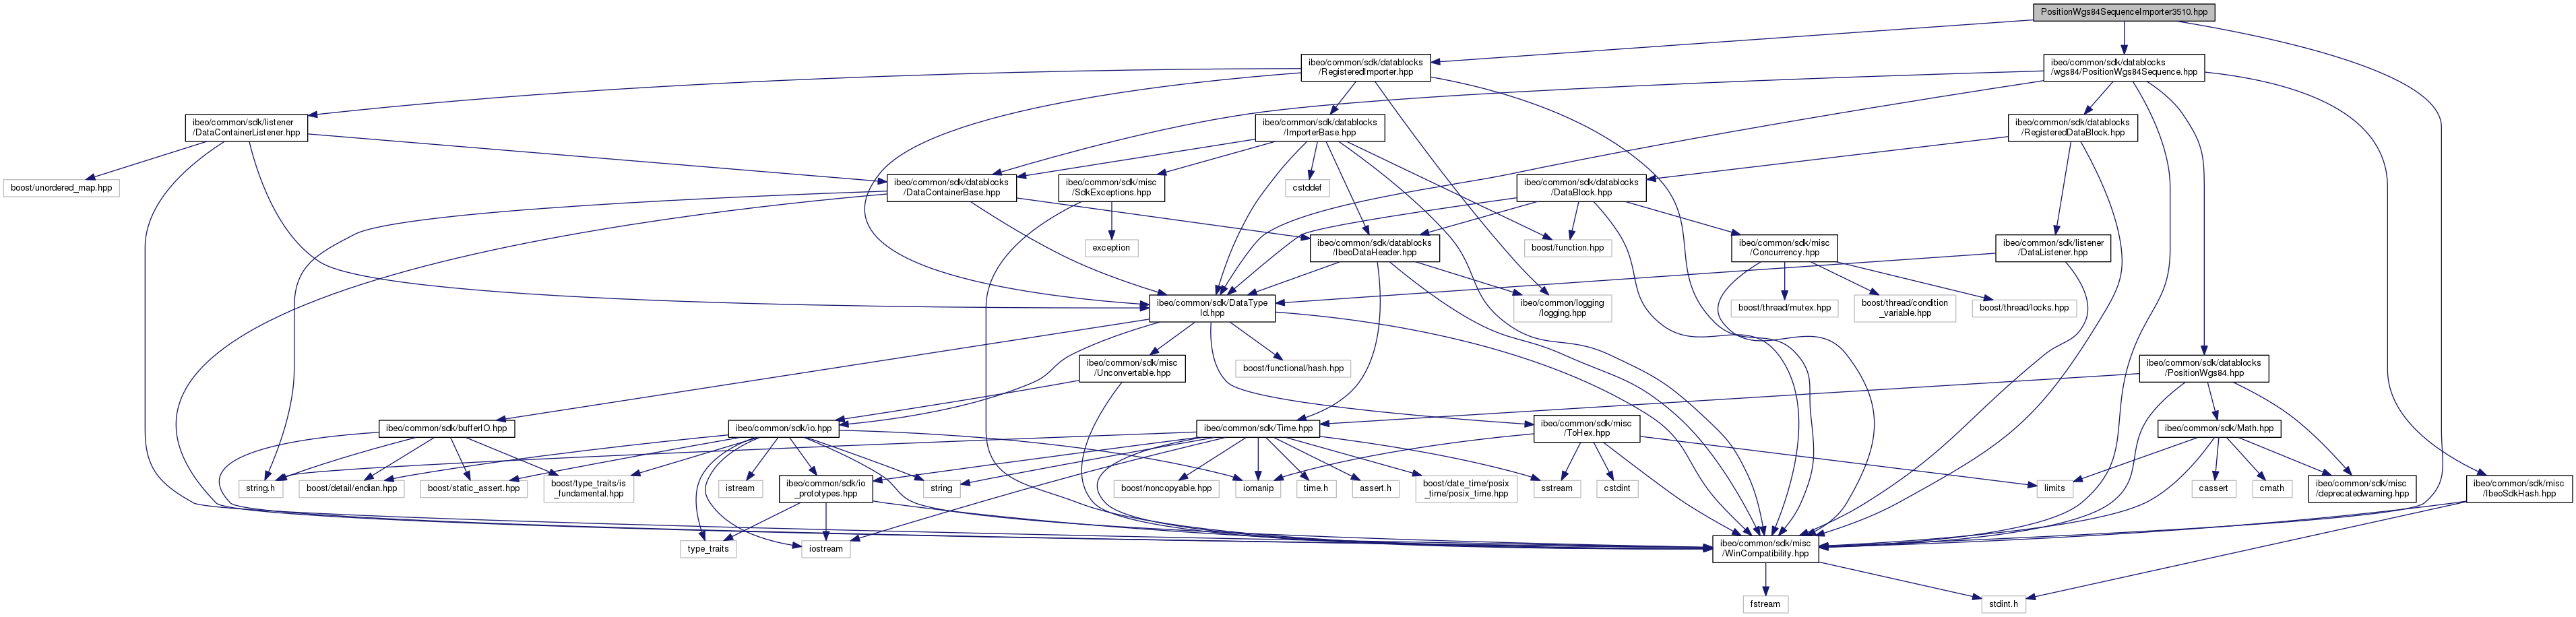 PositionWgs84SequenceImporter3510.hpp
ibeo/common/sdk/datablocks
/RegisteredImporter.hpp
ibeo/common/sdk/datablocks
/wgs84/PositionWgs84Sequence.hpp
ibeo/common/sdk/listener
/DataContainerListener.hpp
ibeo/common/sdk/datablocks
/ImporterBase.hpp
ibeo/common/sdk/datablocks
/RegisteredDataBlock.hpp
boost/unordered_map.hpp
ibeo/common/sdk/datablocks
/DataContainerBase.hpp
ibeo/common/sdk/misc
/SdkExceptions.hpp
cstddef
ibeo/common/sdk/datablocks
/DataBlock.hpp
exception
ibeo/common/sdk/datablocks
/IbeoDataHeader.hpp
boost/function.hpp
ibeo/common/sdk/misc
/Concurrency.hpp
ibeo/common/sdk/listener
/DataListener.hpp
ibeo/common/sdk/DataType
Id.hpp
ibeo/common/logging
/logging.hpp
boost/thread/mutex.hpp
boost/thread/condition
_variable.hpp
boost/thread/locks.hpp
ibeo/common/sdk/misc
/Unconvertable.hpp
boost/functional/hash.hpp
ibeo/common/sdk/datablocks
/PositionWgs84.hpp
ibeo/common/sdk/bufferIO.hpp
ibeo/common/sdk/io.hpp
ibeo/common/sdk/Time.hpp
ibeo/common/sdk/misc
/ToHex.hpp
ibeo/common/sdk/Math.hpp
string.h
boost/detail/endian.hpp
boost/static_assert.hpp
boost/type_traits/is
_fundamental.hpp
istream
ibeo/common/sdk/io
_prototypes.hpp
string
boost/noncopyable.hpp
iomanip
time.h
assert.h
boost/date_time/posix
_time/posix_time.hpp
sstream
cstdint
limits
cassert
cmath
ibeo/common/sdk/misc
/deprecatedwarning.hpp
ibeo/common/sdk/misc
/IbeoSdkHash.hpp
type_traits
iostream
ibeo/common/sdk/misc
/WinCompatibility.hpp
fstream
stdint.h